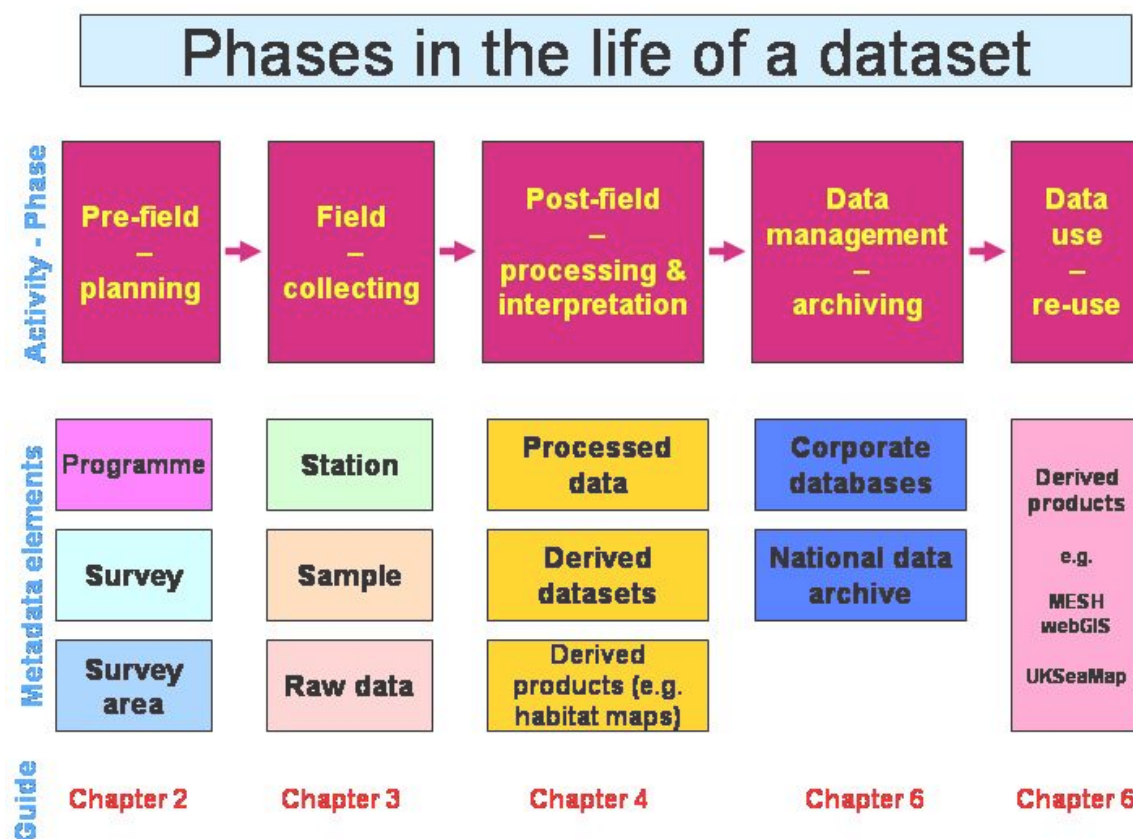 Phases in the life of a dataset
Activity - Phase
Pre-field
–
planning
Field
–
collecting
Post-field
–
processing &
interpretation
Data
management
–
archiving
Data
use
–
re-use
Metadata elements
Programme
Survey
Survey
area
Station
Sample
Raw data
Processed
data
Derived
datasets
Derived
products (e.g.
habitat maps)
Corporate
databases
National data
archive
Derived
products
e.g.
MESH
webGIS
UKSeaMap
Guide
Chapter 2
Chapter 3
Chapter 4
Chapter 6
Chapter 6